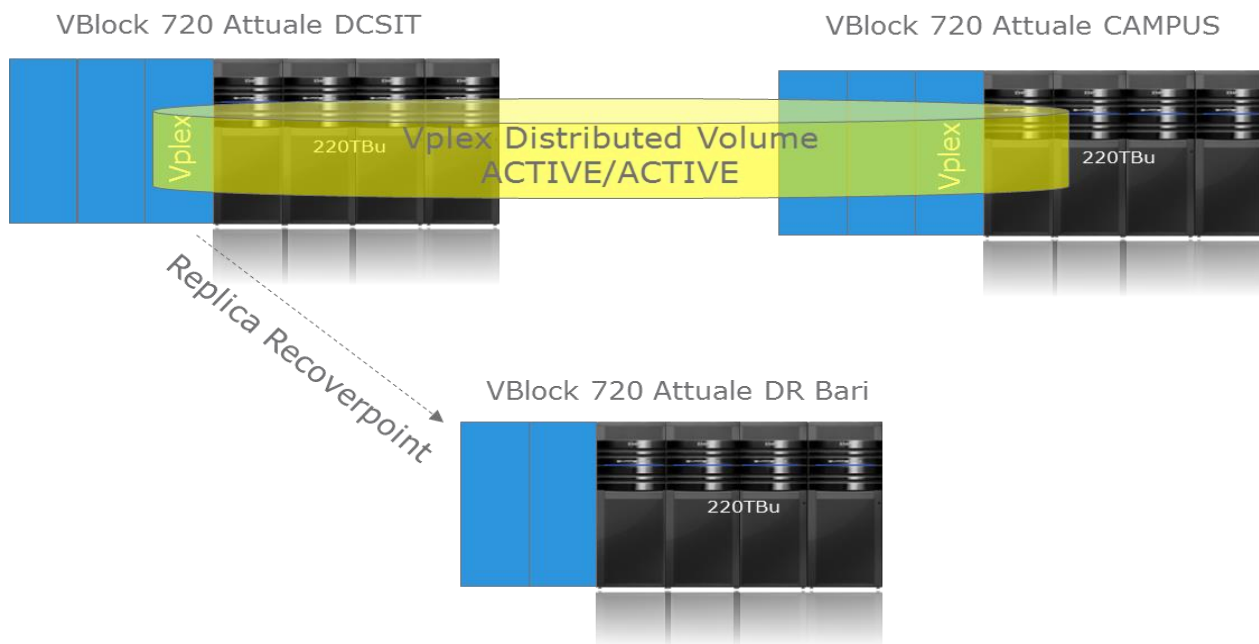 VBlock 720 Attuale DCSIT
VBlock 720 Attuale CAMPUS
Vplex
Vplex Distributed Volume
ACTIVE/ACTIVE
220TBu
Vplex
220TBu
Replica Recoverpoint
VBlock 720 Attuale DR Bari
220TBu